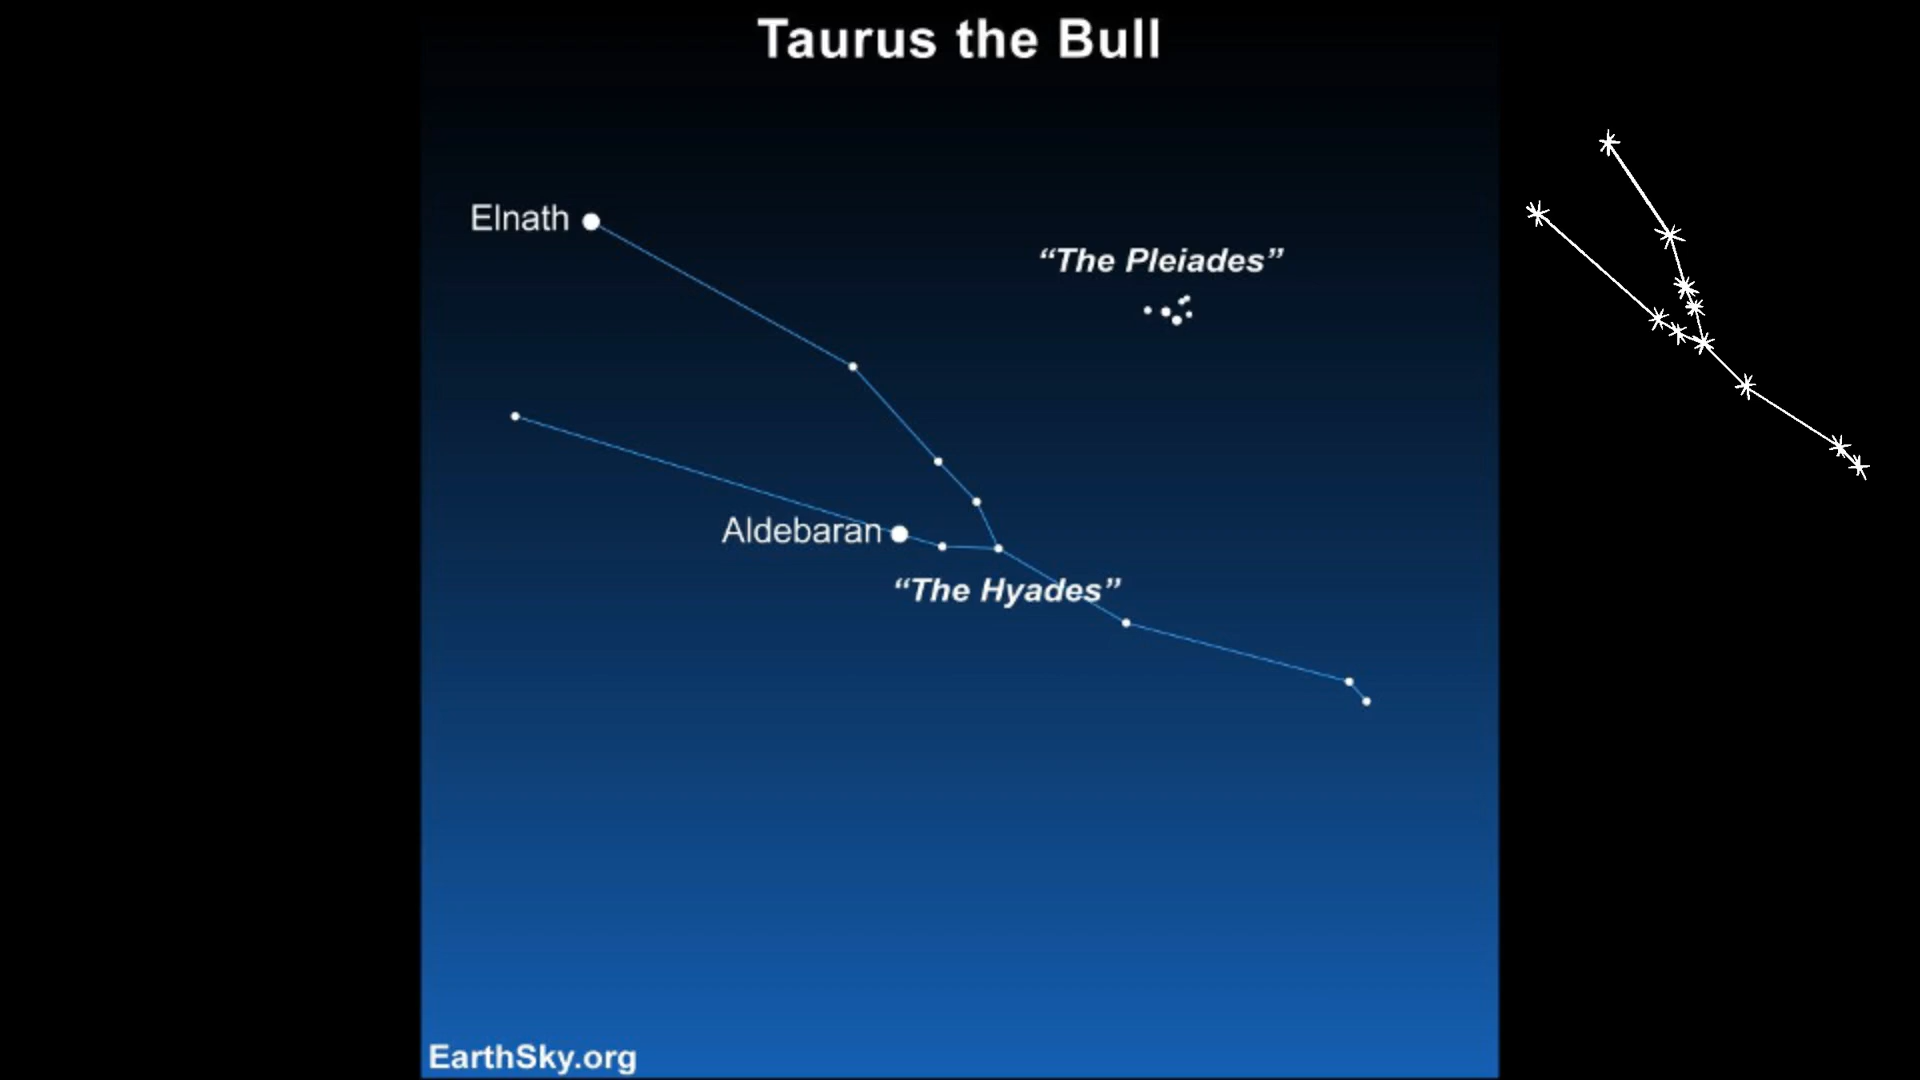 Taurus the Bull
Elnath
“The Pleiades”
Aldebaran
“The Hyades”
EarthSky.org